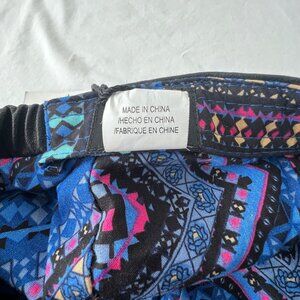 MADE IN CHINA
/HECHO EN CHINA
/FABRIQUE EN CHINE